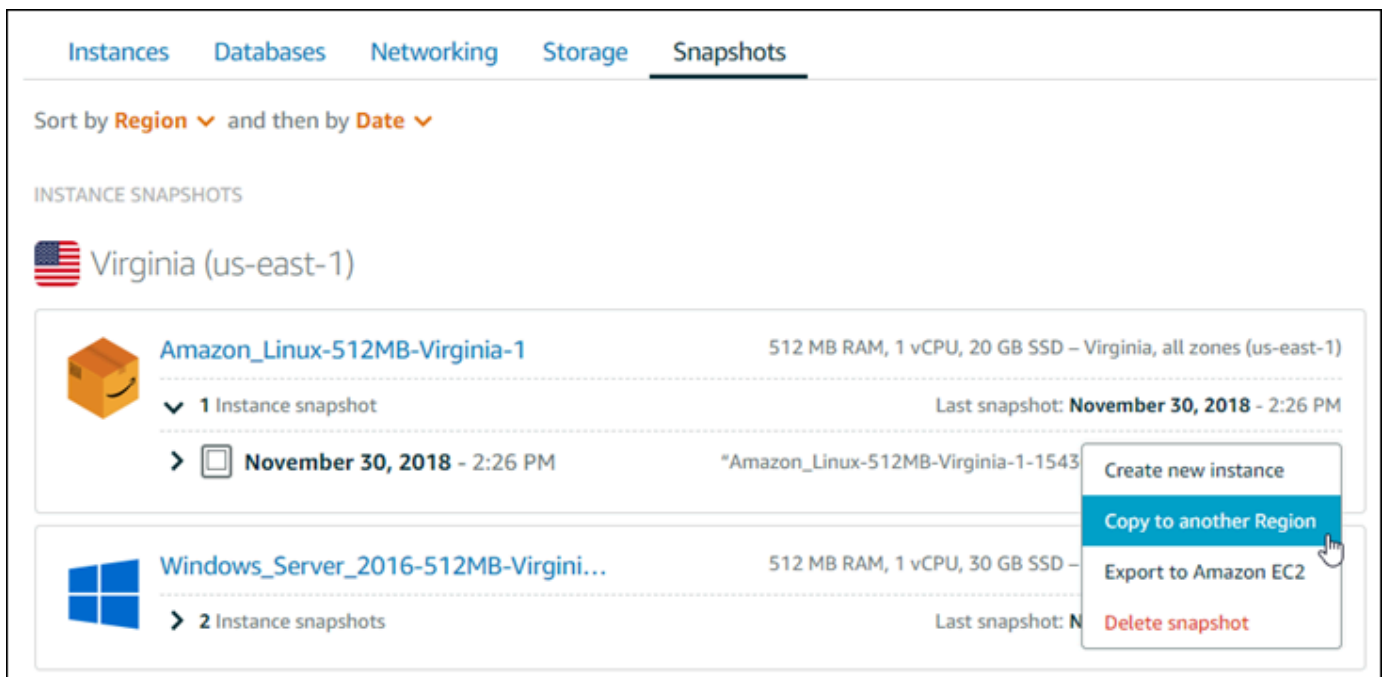 Instances Databases Networking Storage Snapshots
Sort by Region and then by Date
INSTANCE SNAPSHOTS
Virginia (us-east-1)
Amazon_Linux-512MB-Virginia-1 512 MB RAM, 1 vCPU, 20 GB SSD – Virginia, all zones (us-east-1)
1 Instance snapshot Last snapshot: November 30, 2018 - 2:26 PM
November 30, 2018 - 2:26 PM "Amazon_Linux-512MB-Virginia-1-1543
Create new instance
Copy to another Region
Windows_Server_2016-512MB-Virgini... 512 MB RAM, 1 vCPU, 30 GB SSD –
Export to Amazon EC2
2 Instance snapshots Last snapshot: N
Delete snapshot